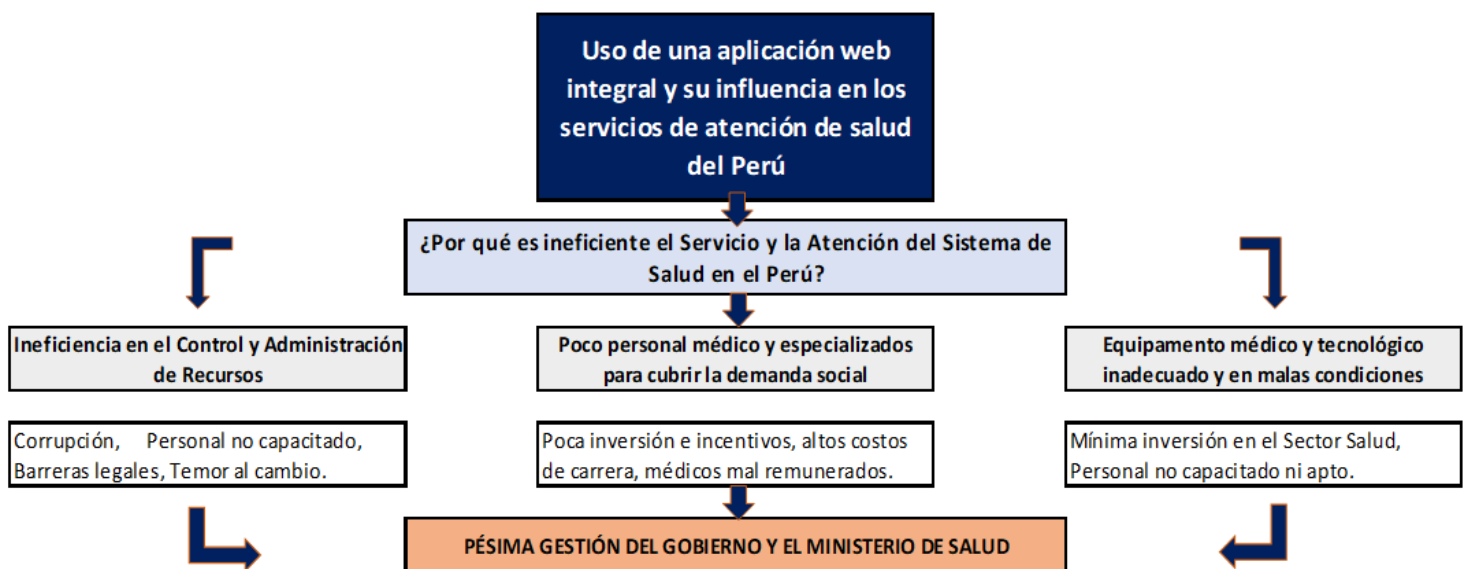 Uso de una aplicación web
integral y su influencia en los
servicios de atención de salud
del Perú
¿Por qué es ineficiente el Servicio y la Atención del Sistema de
Salud en el Perú?
Ineficiencia en el Control y Administración
de Recursos
Poco personal médico y especializados
para cubrir la demanda social
Equipamento médico y tecnológico
inadecuado y en malas condiciones
Corrupción, Personal no capacitado,
Barreras legales, Temor al cambio.
Poca inversión e incentivos, altos costos
de carrera, médicos mal remunerados.
Mínima inversión en el Sector Salud,
Personal no capacitado ni apto.
PÉSIMA GESTIÓN DEL GOBIERNO Y EL MINISTERIO DE SALUD